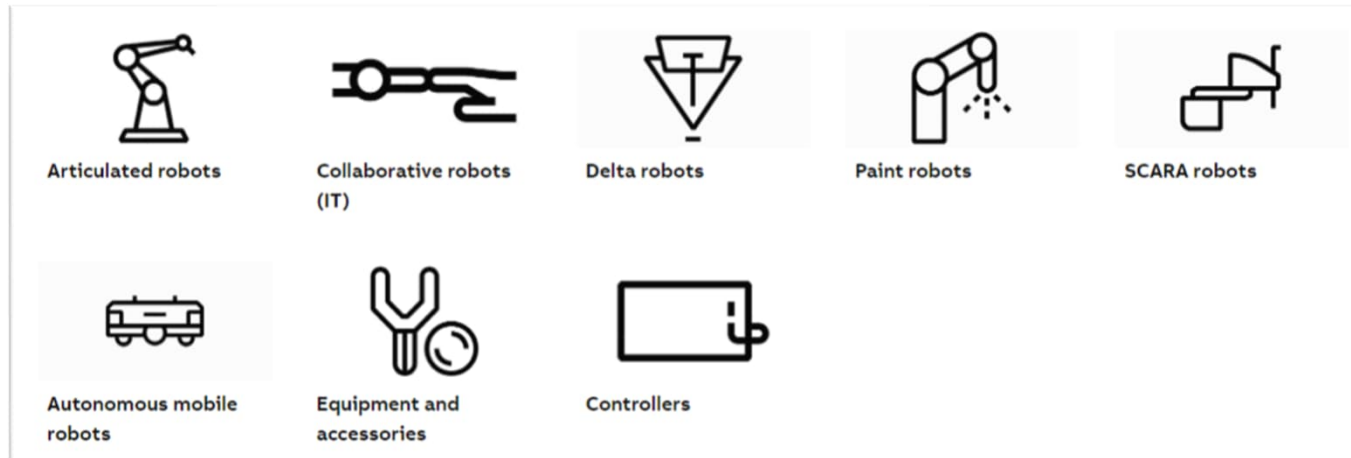 Articulated robots
Collaborative robots
(IT)
Delta robots
Paint robots
SCARA robots
Autonomous mobile
robots
Equipment and
accessories
Controllers